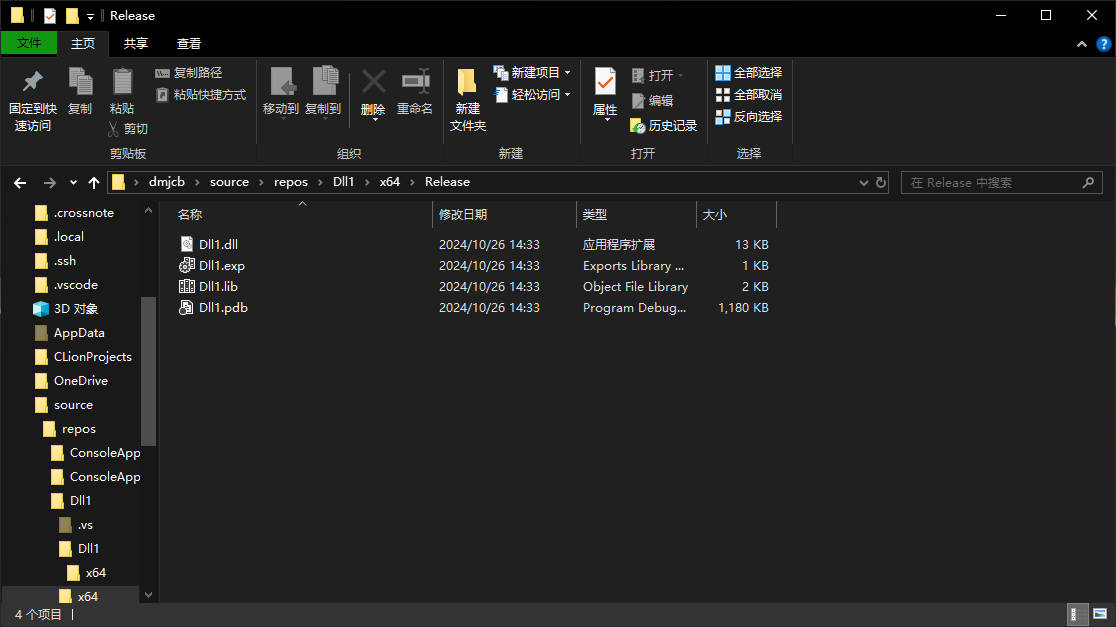 Release
文件 主页 共享 查看
固定到快速访问
复制
粘贴
复制路径
粘贴快捷方式
剪切
剪贴板
移动到
复制到
删除
重命名
组织
新建文件夹
新建项目
轻松访问
新建
属性
打开
编辑
历史记录
打开
全部选择
全部取消
反向选择
选择
dmjcb › source › repos › Dll1 › x64 › Release
在 Release 中搜索
.crossnote
.local
.ssh
.vscode
3D 对象
AppData
CLionProjects
OneDrive
source
repos
ConsoleApp
ConsoleApp
Dll1
.vs
Dll1
x64
x64
名称 修改日期 类型 大小
Dll1.dll 2024/10/26 14:33 应用程序扩展 13 KB
Dll1.exp 2024/10/26 14:33 Exports Library ... 1 KB
Dll1.lib 2024/10/26 14:33 Object File Library 2 KB
Dll1.pdb 2024/10/26 14:33 Program Debug... 1,180 KB
4 个项目